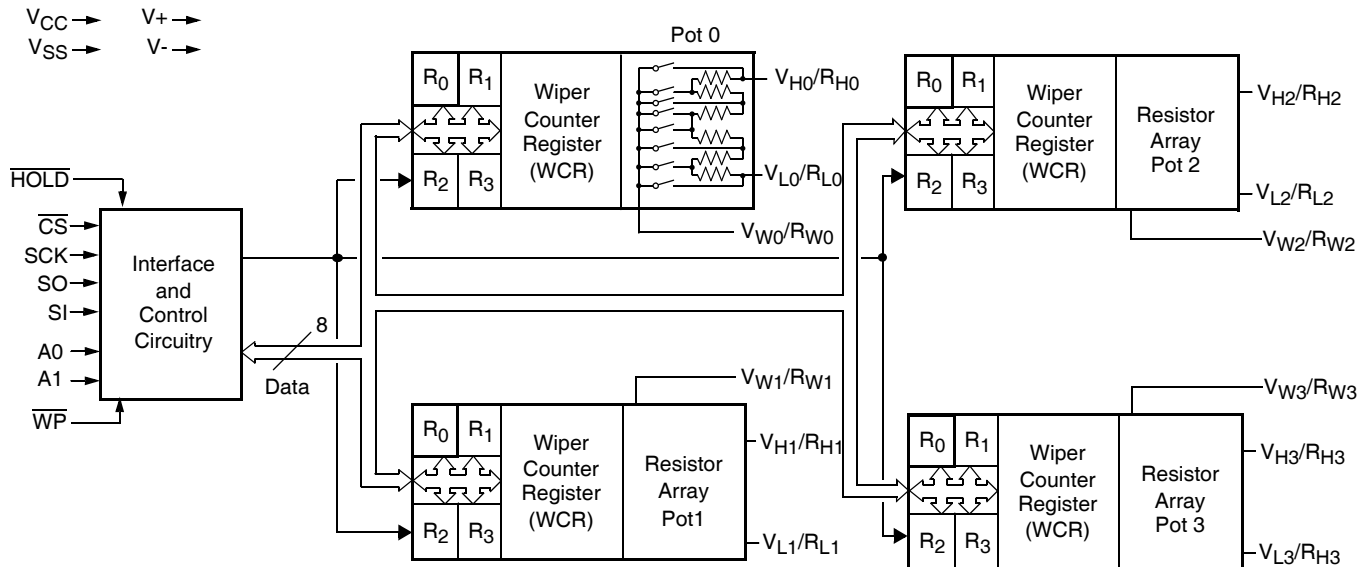 VCC V+
VSS V-
Pot 0
R0 R1
R2 R3
Wiper
Counter
Register
(WCR)
VH0/RH0
VL0/RL0
VW0/RW0
R0 R1
R2 R3
Wiper
Counter
Register
(WCR)
Resistor
Array
Pot 2
VH2/RH2
VL2/RL2
VW2/RW2
HOLD
CS
SCK
SO
SI
A0
A1
WP
Interface
and
Control
Circuitry
8
Data
VW1/RW1
R0 R1
R2 R3
Wiper
Counter
Register
(WCR)
Resistor
Array
Pot1
VH1/RH1
VL1/RL1
VW3/RW3
R0 R1
R2 R3
Wiper
Counter
Register
(WCR)
Resistor
Array
Pot 3
VH3/RH3
VL3/RH3